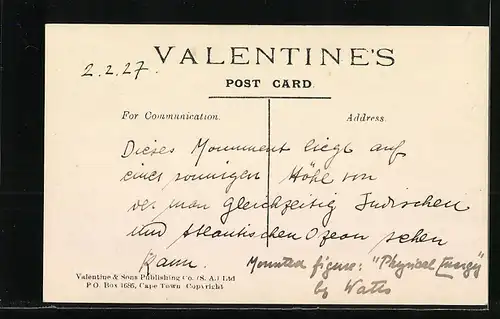 VALENTINE'S
POST CARD.
2.2.27.
For Communication.
Address.
Dieses Monument liegt auf
einer sonnigen Höhe von
der man gleichzeitig Indischen
und Atlantischen Ozean sehen
kann. Mounted figure: "Physical Energy"
by Watts
Valentine & Sons Publishing Co. (S. A.) Ltd
P O. Box 1685, Cape Town Copyright